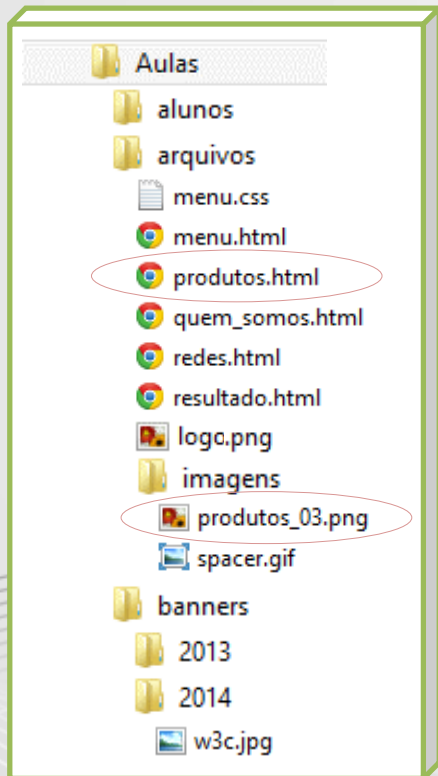 Aulas
alunos
arquivos
menu.css
menu.html
produtos.html
quem_somos.html
redes.html
resultado.html
logo.png
imagens
produtos_03.png
spacer.gif
banners
2013
2014
w3c.jpg